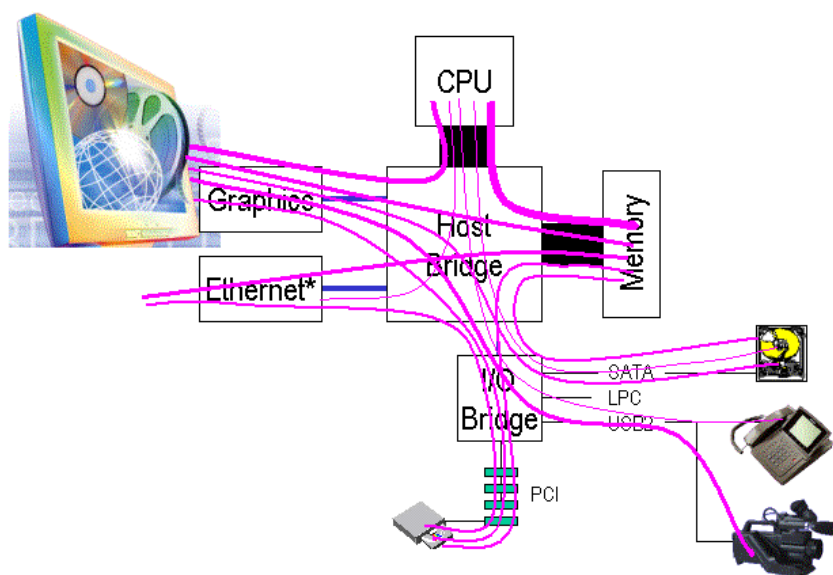 CPU
Graphics
Host
Bridge
Memory
Ethernet*
SATA
I/O
Bridge
LPC
USB2
PCI